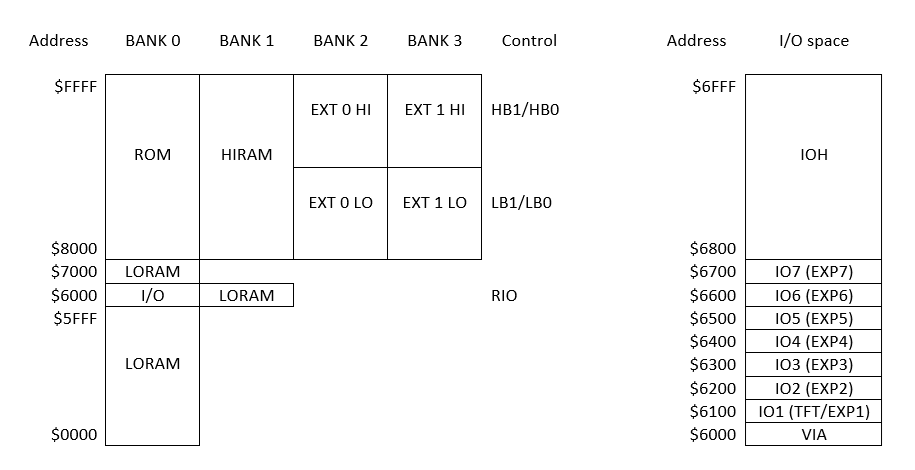 Address BANK 0 BANK 1 BANK 2 BANK 3 Control Address I/O space
$FFFF $6FFF
EXT 0 HI EXT 1 HI HB1/HB0
ROM HIRAM IOH
EXT 0 LO EXT 1 LO LB1/LB0
$8000 $6800
$7000 LORAM $6700 IO7 (EXP7)
$6000 I/O LORAM RIO $6600 IO6 (EXP6)
$5FFF $6500 IO5 (EXP5)
$6400 IO4 (EXP4)
LORAM $6300 IO3 (EXP3)
$6200 IO2 (EXP2)
$6100 IO1 (TFT/EXP1)
$0000 $6000 VIA